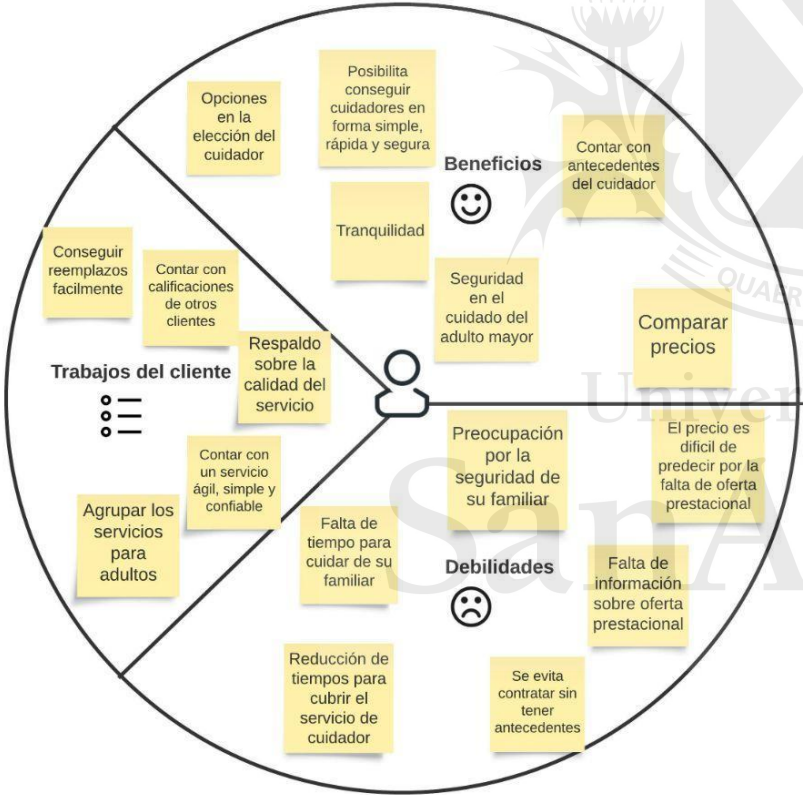 Opciones
en la
elección del
cuidador
Posibilita
conseguir
cuidadores en
forma simple,
rápida y segura
Beneficios
Contar con
antecedentes
del cuidador
Tranquilidad
Seguridad
en el
cuidado del
adulto mayor
Comparar
precios
Conseguir
reemplazos
facilmente
Contar con
calificaciones
de otros
clientes
Respaldo
sobre la
calidad del
servicio
Trabajos del cliente
Contar con
un servicio
ágil, simple y
confiable
Agrupar los
servicios
para
adultos
Preocupación
por la
seguridad de
su familiar
El precio es
dificil de
predecir por la
falta de oferta
prestacional
Falta de
tiempo para
cuidar de su
familiar
Debilidades
Falta de
información
sobre oferta
prestacional
Reducción de
tiempos para
cubrir el
servicio de
cuidador
Se evita
contratar sin
tener
antecedentes